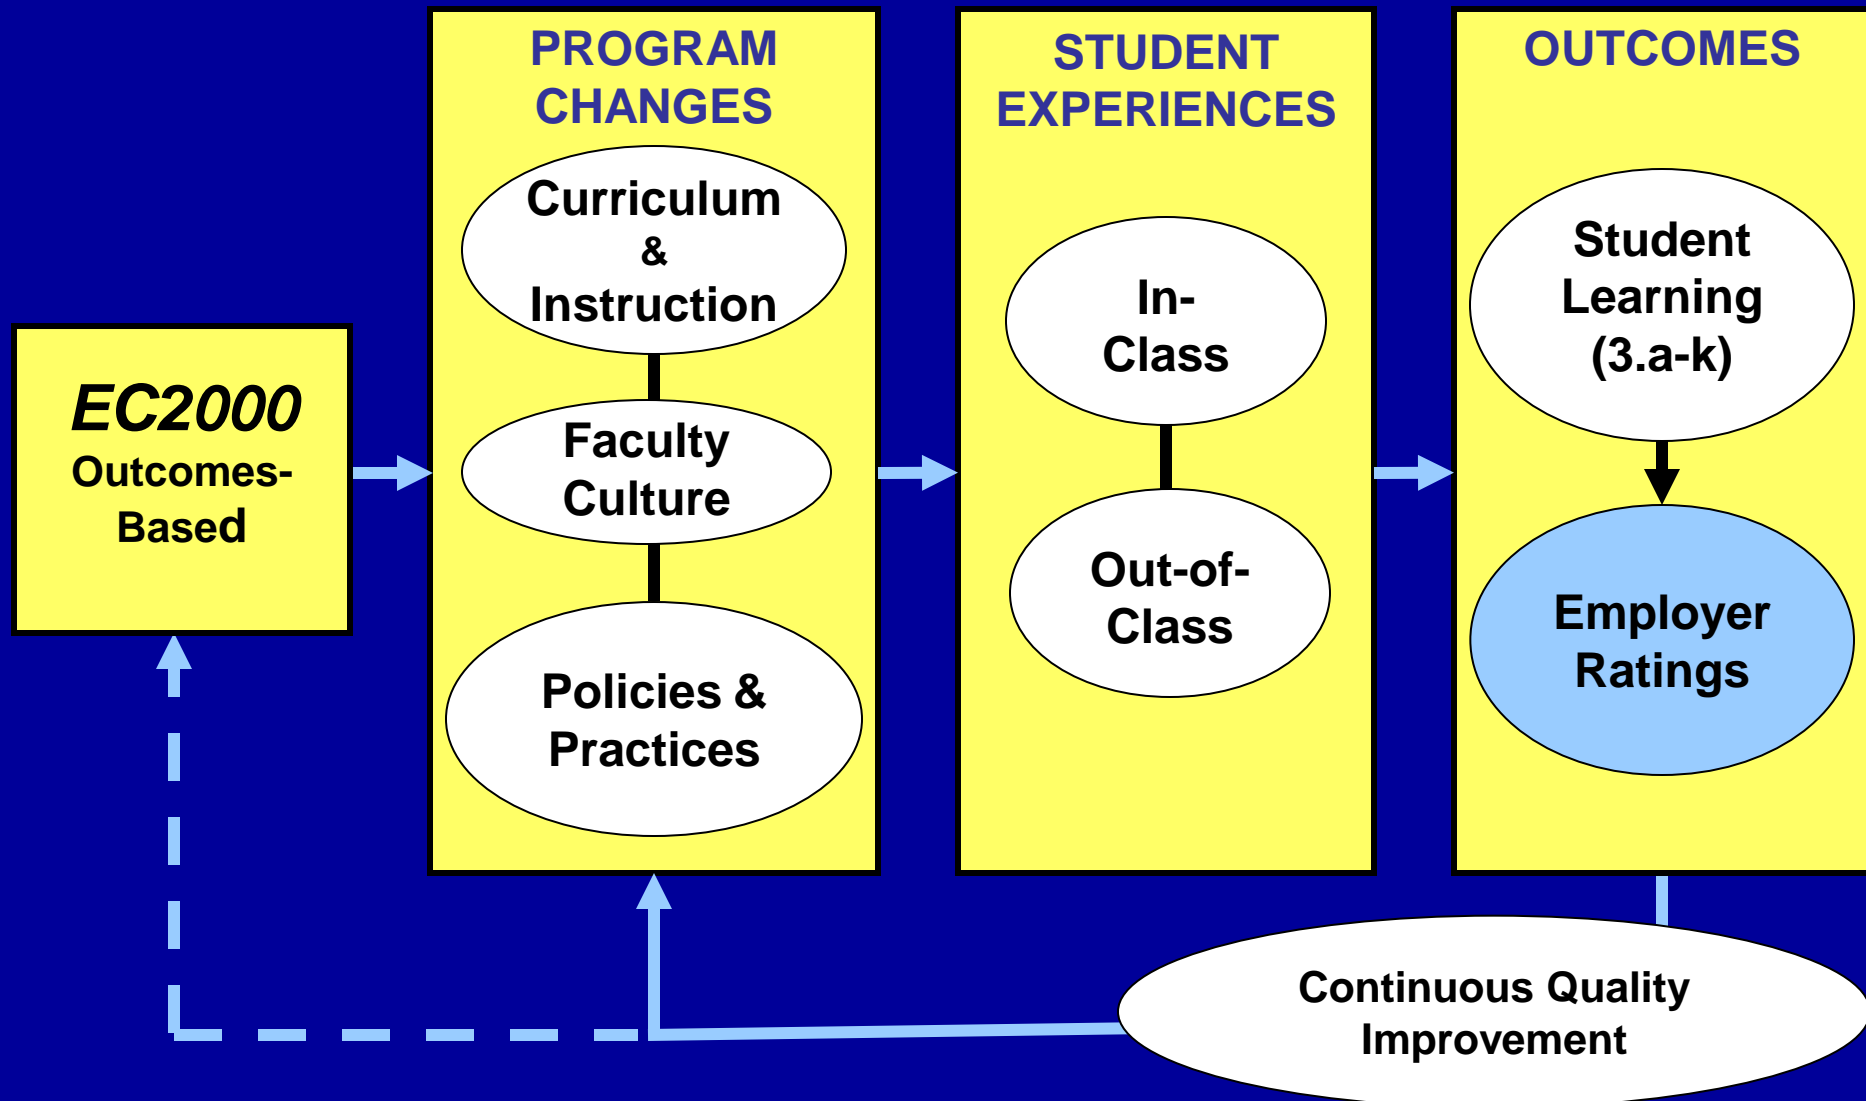 EC2000
Outcomes-
Based
PROGRAM
CHANGES
Curriculum
&
Instruction
Faculty
Culture
Policies &
Practices
STUDENT
EXPERIENCES
In-
Class
Out-of-
Class
OUTCOMES
Student
Learning
(3.a-k)
Employer
Ratings
Continuous Quality
Improvement